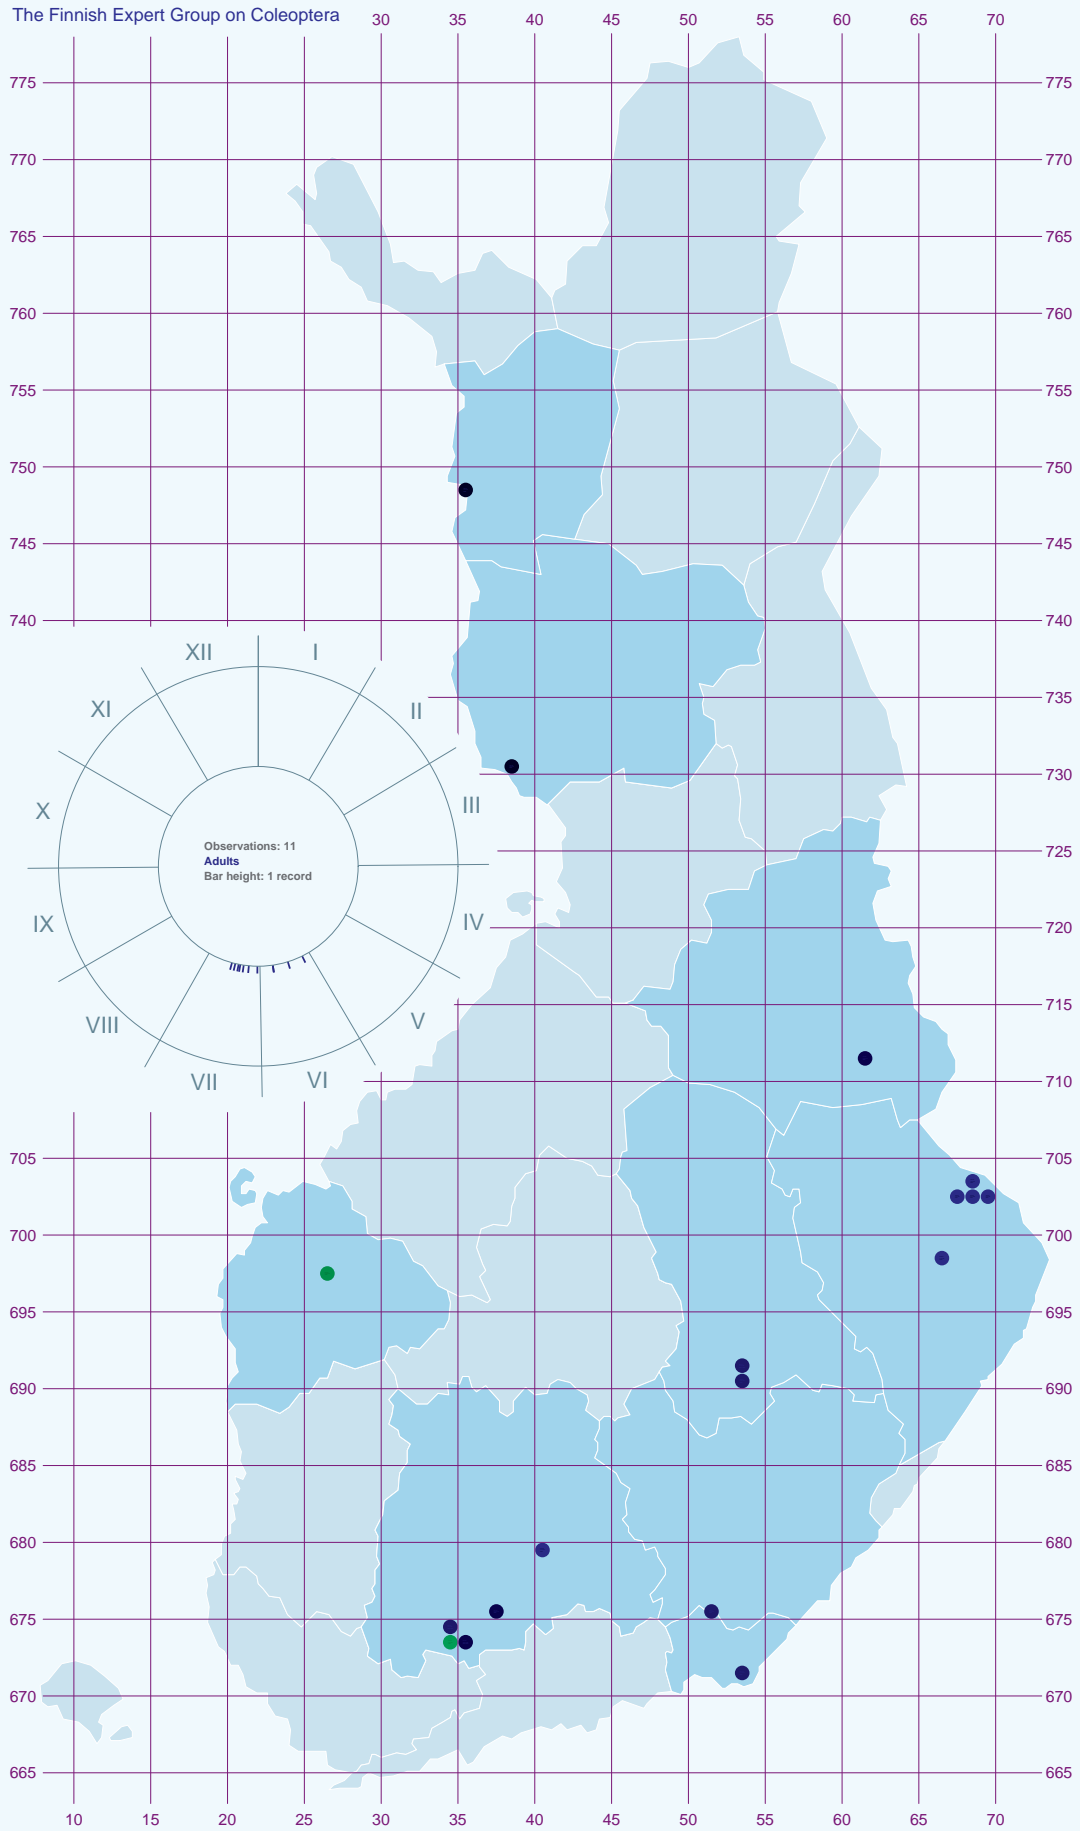 The Finnish Expert Group on Coleoptera
30 35 40 45 50 55 60 65 70
775 775
770 770
765 765
760 760
755 755
750 750
745 745
740 740
XII I
XI II
735
730
X III
Observations: 11
Adults
Bar height: 1 record
725
IX IV
720
VIII V
715
VII VI
710
705 705
700 700
695 695
690 690
685 685
680 680
675 675
670 670
665 665
10 15 20 25 30 35 40 45 50 55 60 65 70